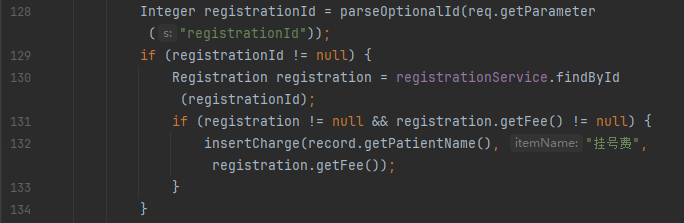 128 Integer registrationId = parseOptionalId(req.getParameter
( s: "registrationId"));
129 if (registrationId != null) {
130 Registration registration = registrationService.findById
(registrationId);
131 if (registration != null && registration.getFee() != null) {
132 insertCharge(record.getPatientName(), itemName: "挂号费",
registration.getFee());
133 }
134 }